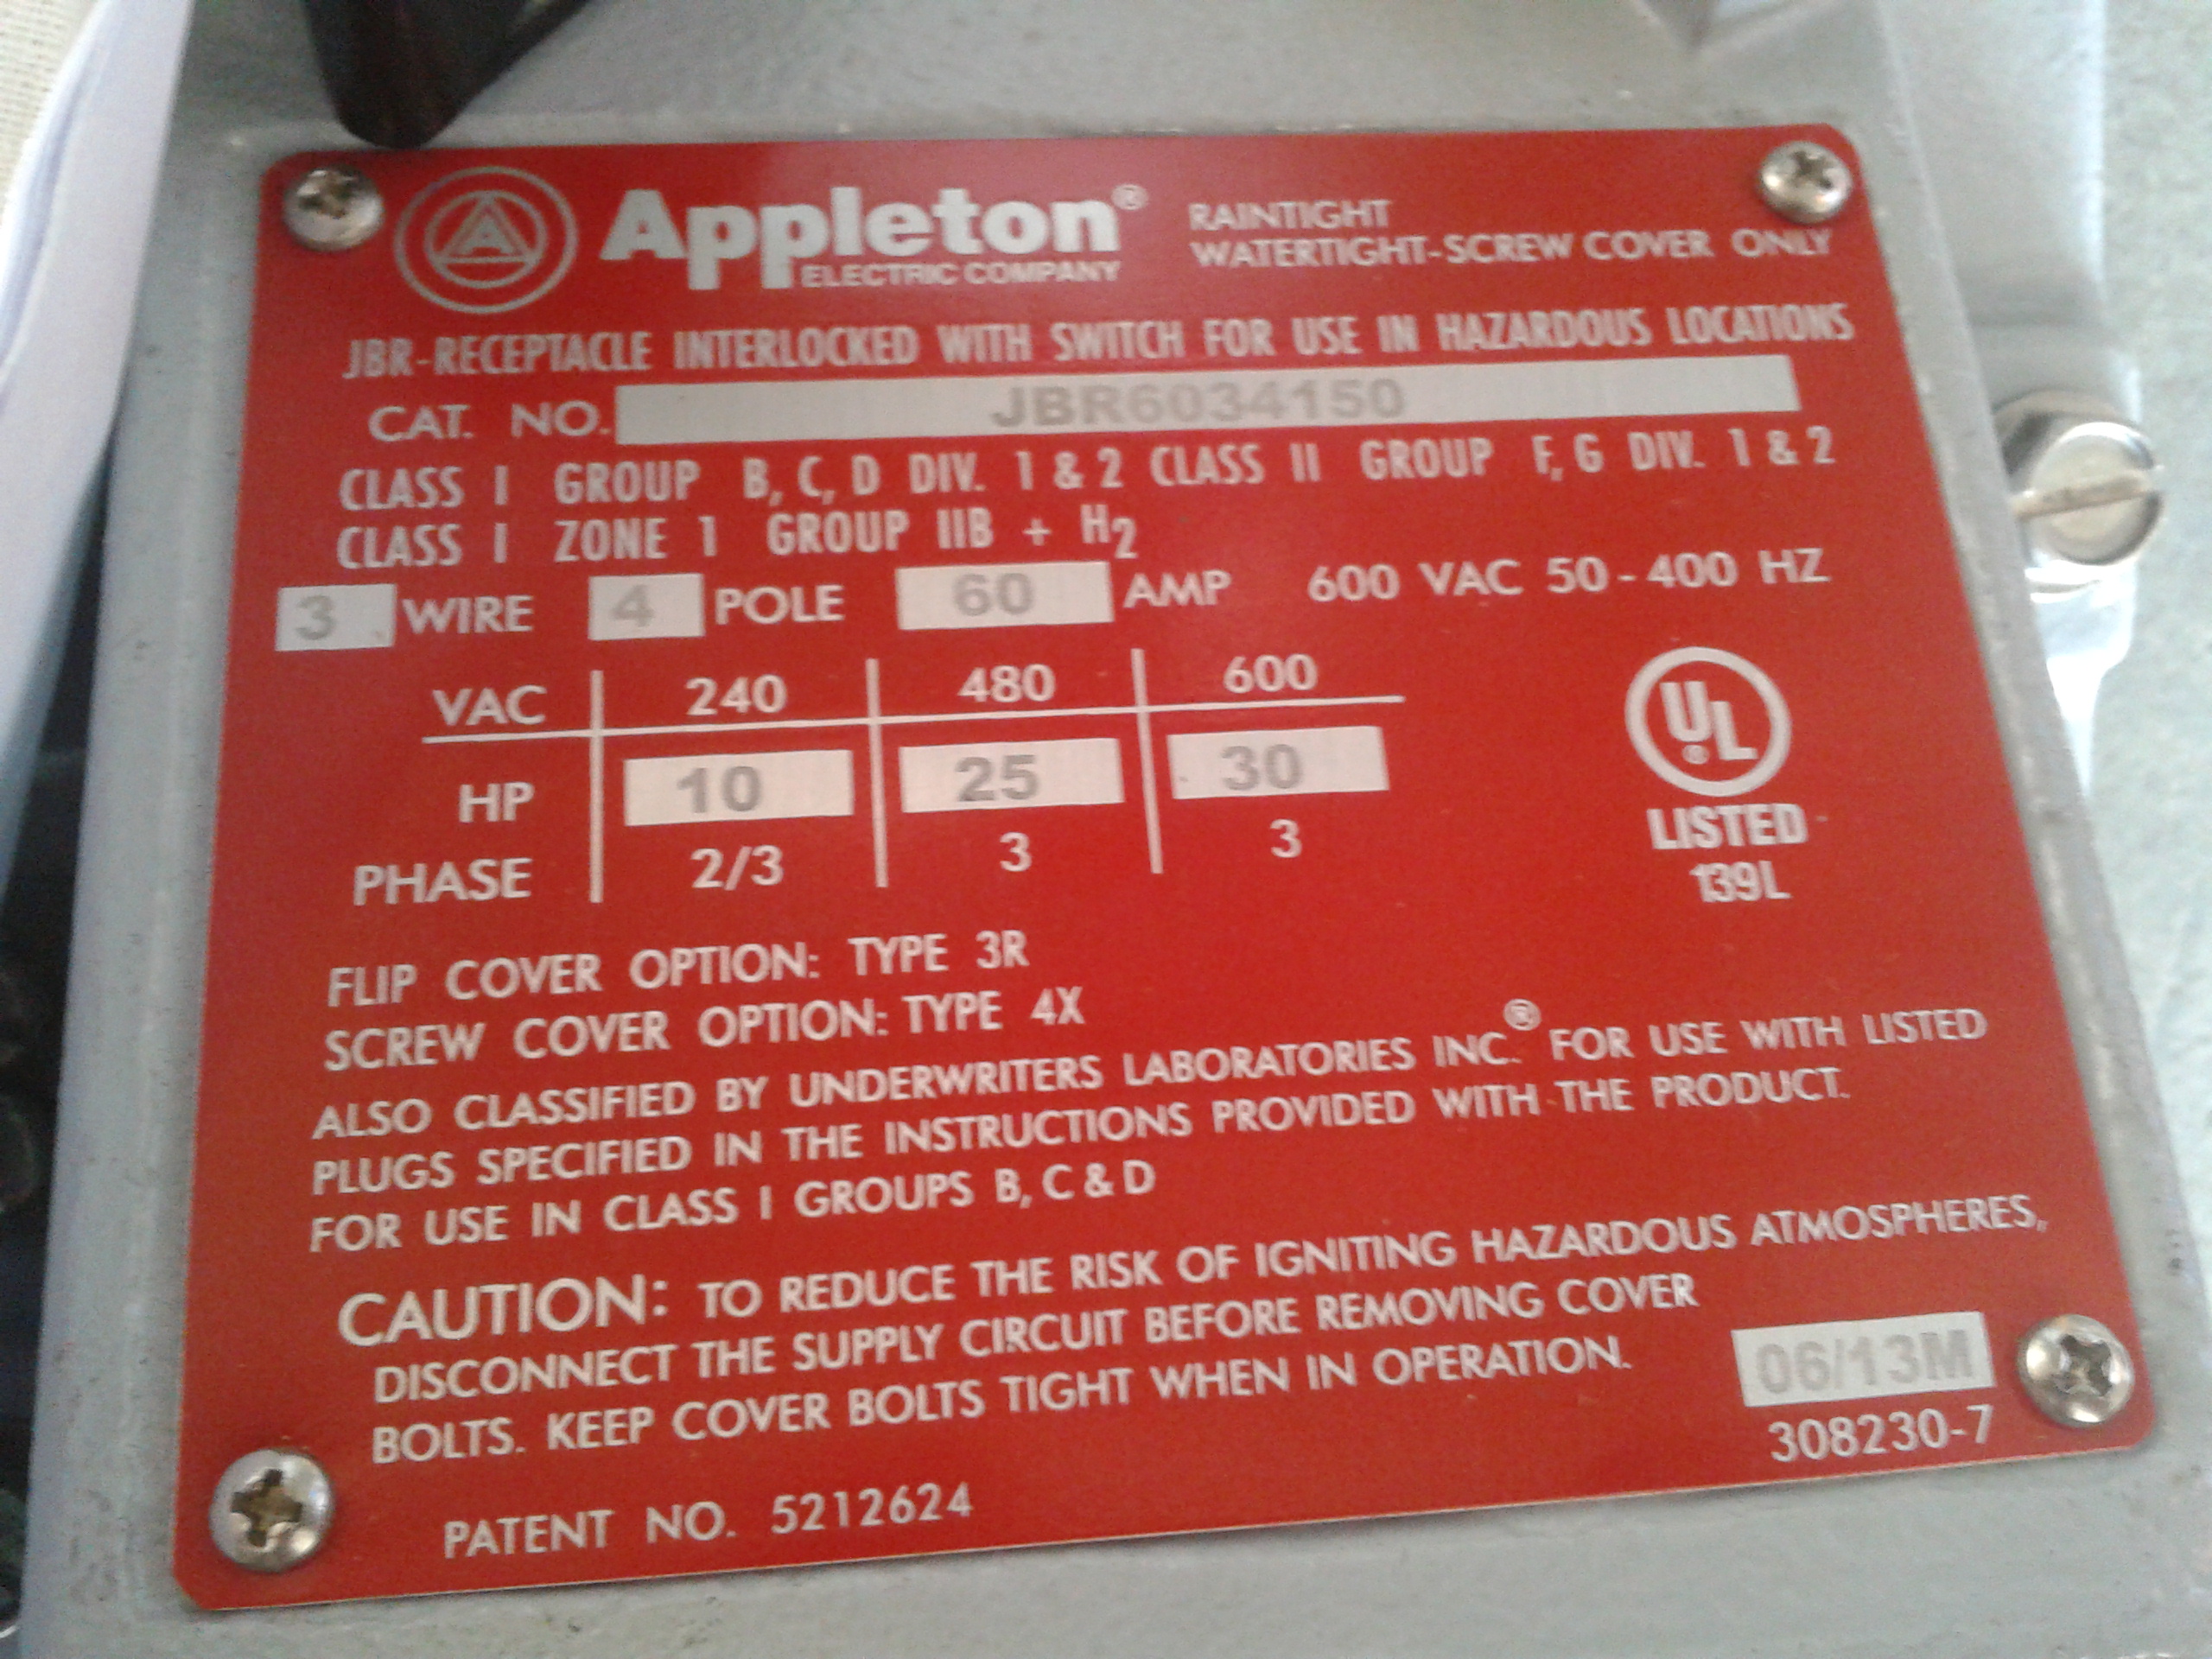 A Appleton®
ELECTRIC COMPANY
RAINTIGHT
WATERTIGHT-SCREW COVER ONLY
JBR-RECEPTACLE INTERLOCKED WITH SWITCH FOR USE IN HAZARDOUS LOCATIONS
CAT. NO. JBR6034150
CLASS I GROUP B, C, D DIV. 1 & 2 CLASS II GROUP F, G DIV. 1 & 2
CLASS I ZONE 1 GROUP IIB + H2
3 WIRE 4 POLE 60 AMP 600 VAC 50-400 HZ
VAC 240 480 600
HP 10 25 30
PHASE 2/3 3 3
UL
LISTED
139L
FLIP COVER OPTION: TYPE 3R
SCREW COVER OPTION: TYPE 4X
ALSO CLASSIFIED BY UNDERWRITERS LABORATORIES INC.® FOR USE WITH LISTED
PLUGS SPECIFIED IN THE INSTRUCTIONS PROVIDED WITH THE PRODUCT.
FOR USE IN CLASS I GROUPS B, C & D
CAUTION: TO REDUCE THE RISK OF IGNITING HAZARDOUS ATMOSPHERES,
DISCONNECT THE SUPPLY CIRCUIT BEFORE REMOVING COVER
BOLTS. KEEP COVER BOLTS TIGHT WHEN IN OPERATION.
06/13M
308230-7
PATENT NO. 5212624